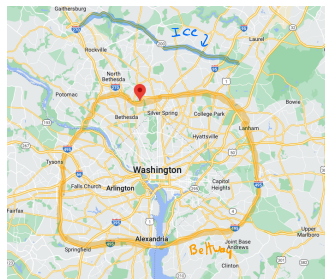 Gaithersburg
ICC
Laurel
Rockville
North
Bethesda
Potomac
Bethesda
Silver Spring
College Park
Bowie
Hyattsville
Lanham
Tysons
Washington
Falls Church
Arlington
Capitol
Heights
Fairfax
Upper
Marlboro
Alexandria
Springfield
Beltway
Joint Base
Andrews
Clinton